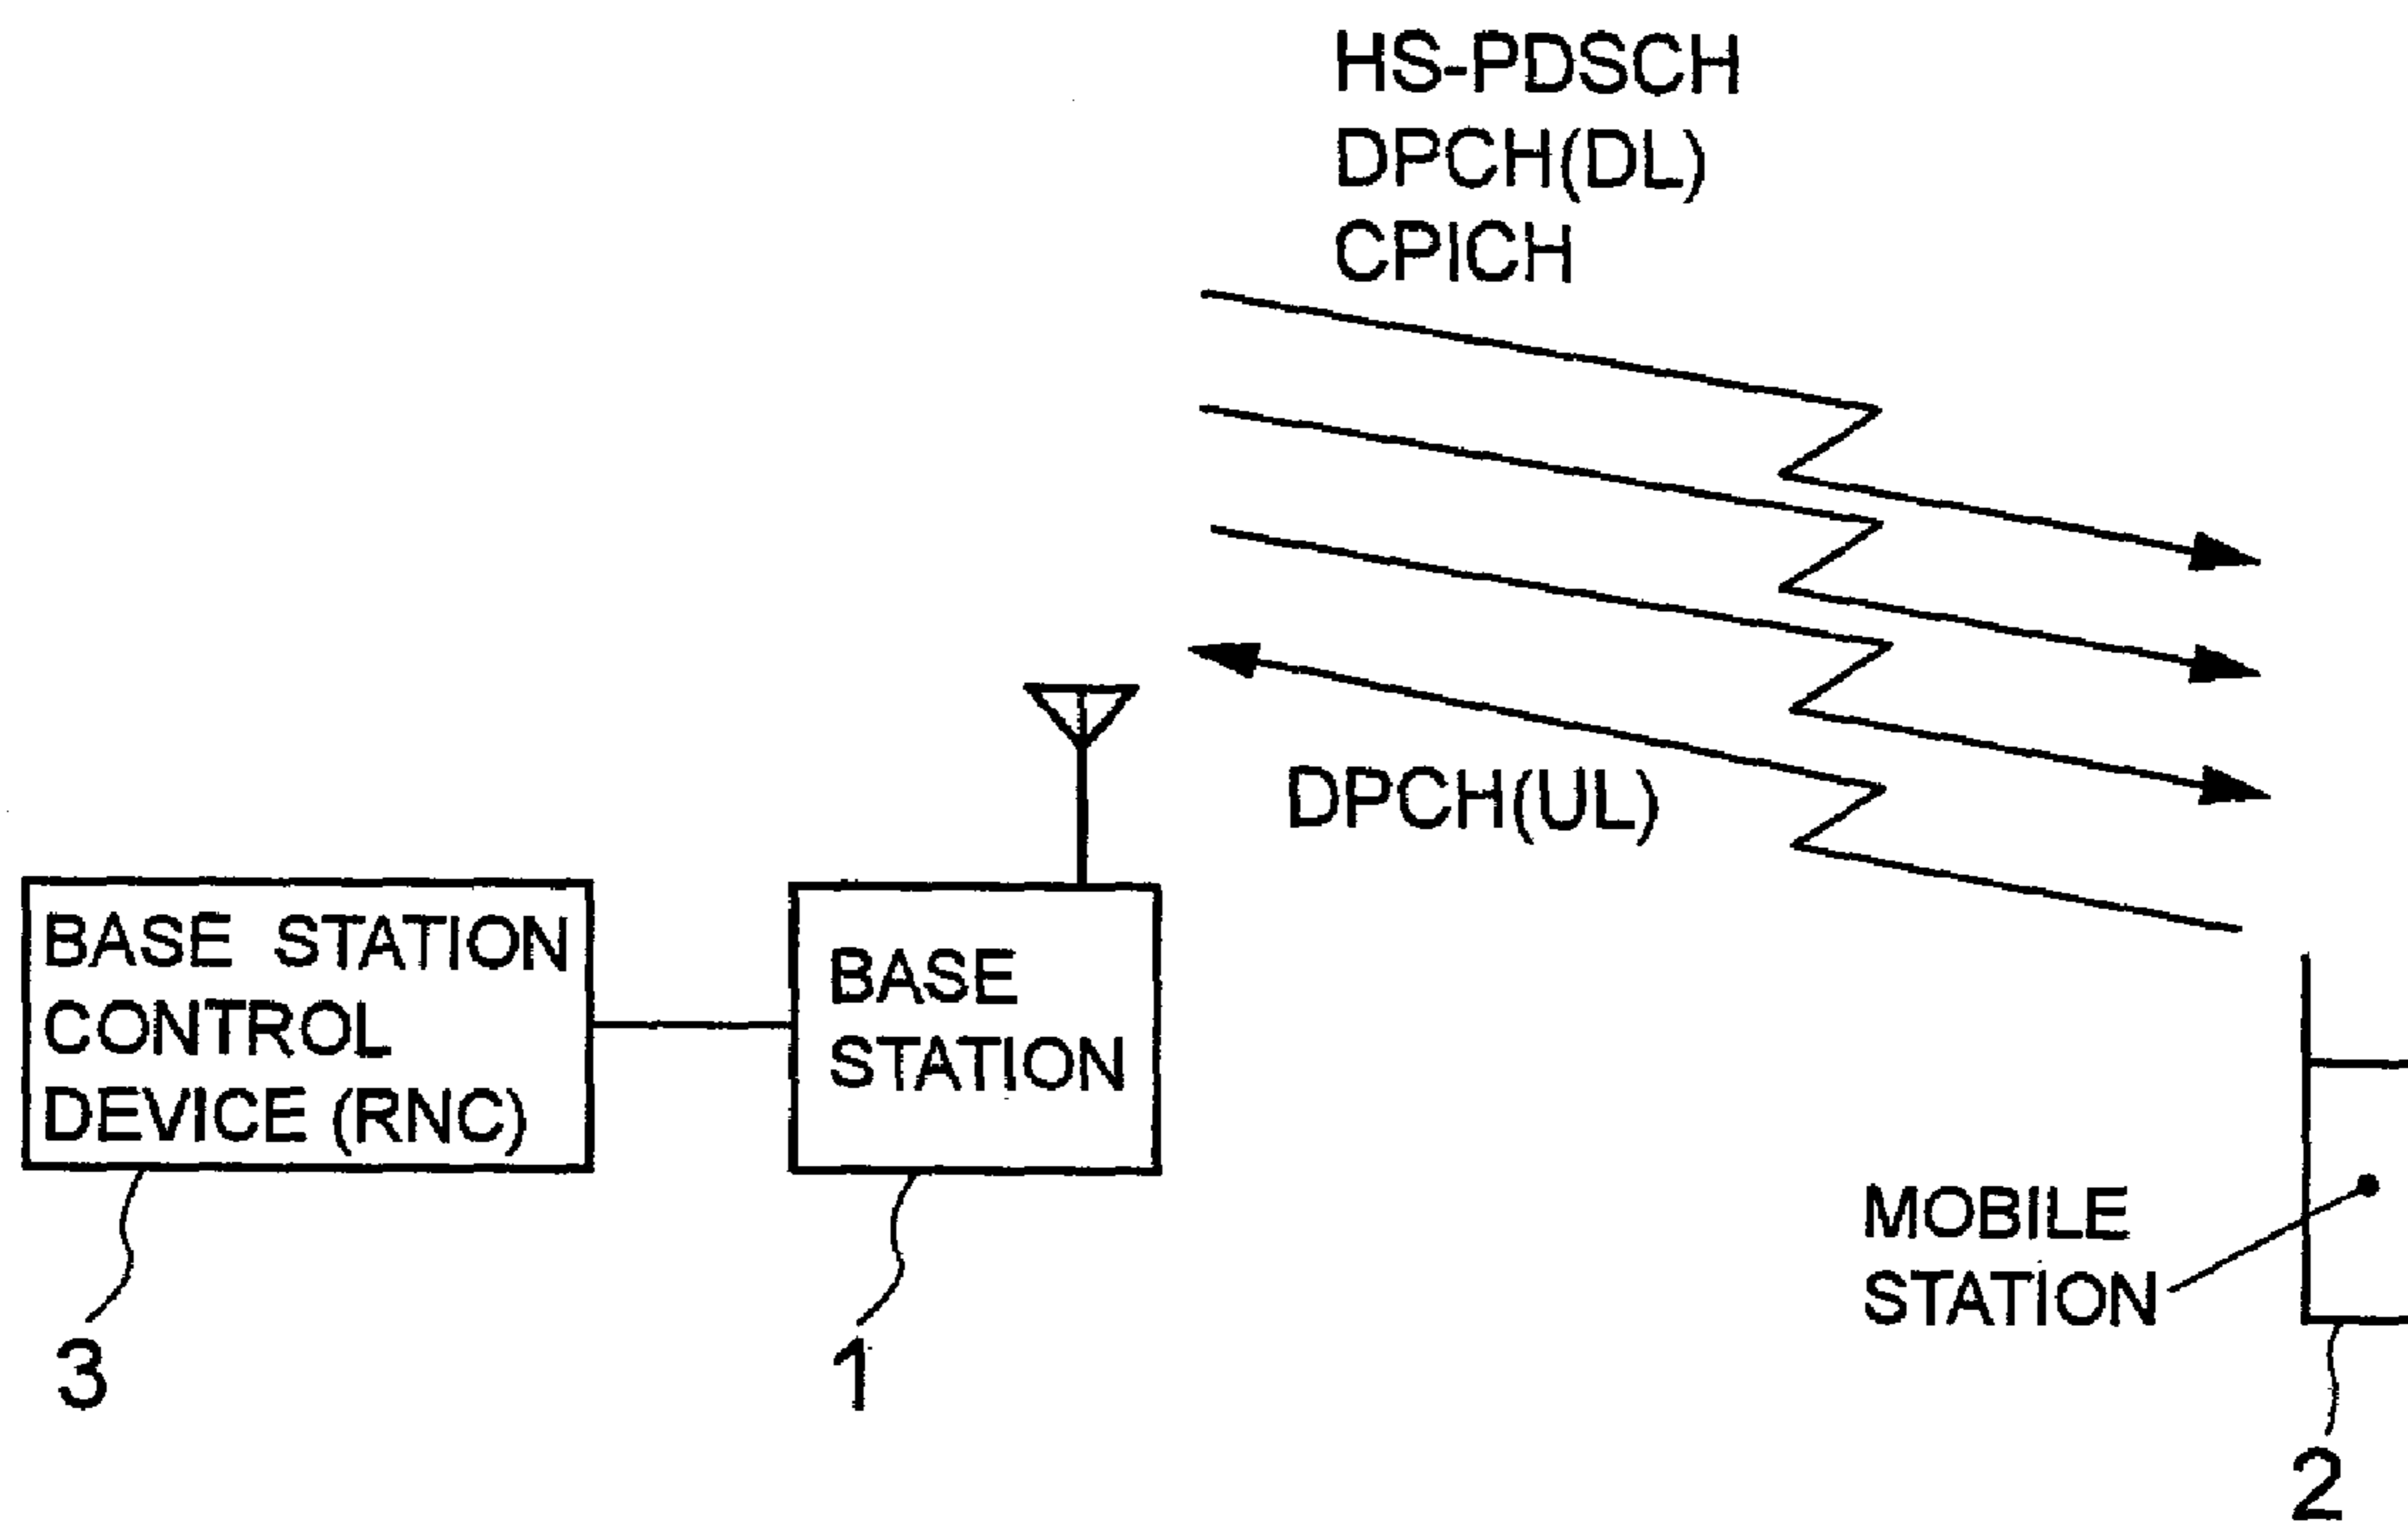 HS-PDSCH
DPCH(DL)
CPICH
DPCH(UL)
BASE STATION
CONTROL
DEVICE (RNC)
BASE
STATION
MOBILE
STATION
3
1
2